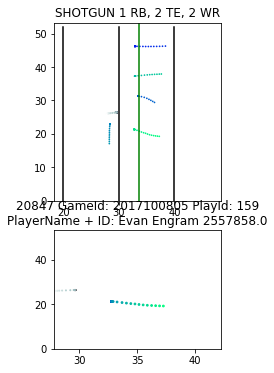 SHOTGUN 1 RB, 2 TE, 2 WR
50
40
30
20
10
0
20 30 40
20847 GameId: 2017100805 PlayId: 159
PlayerName + ID: Evan Engram 2557858.0
40
20
0
30 35 40